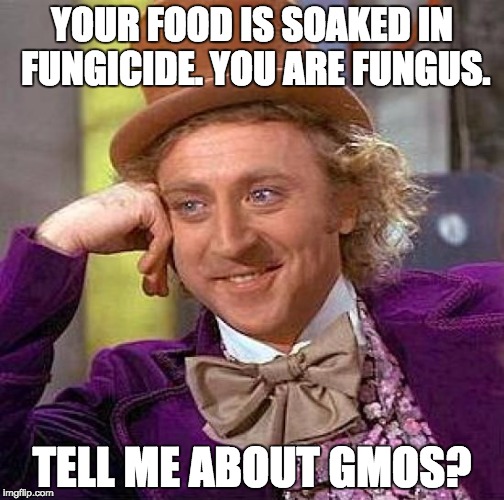 YOUR FOOD IS SOAKED IN
FUNGICIDE. YOU ARE FUNGUS.
TELL ME ABOUT GMOS?
imgflip.com